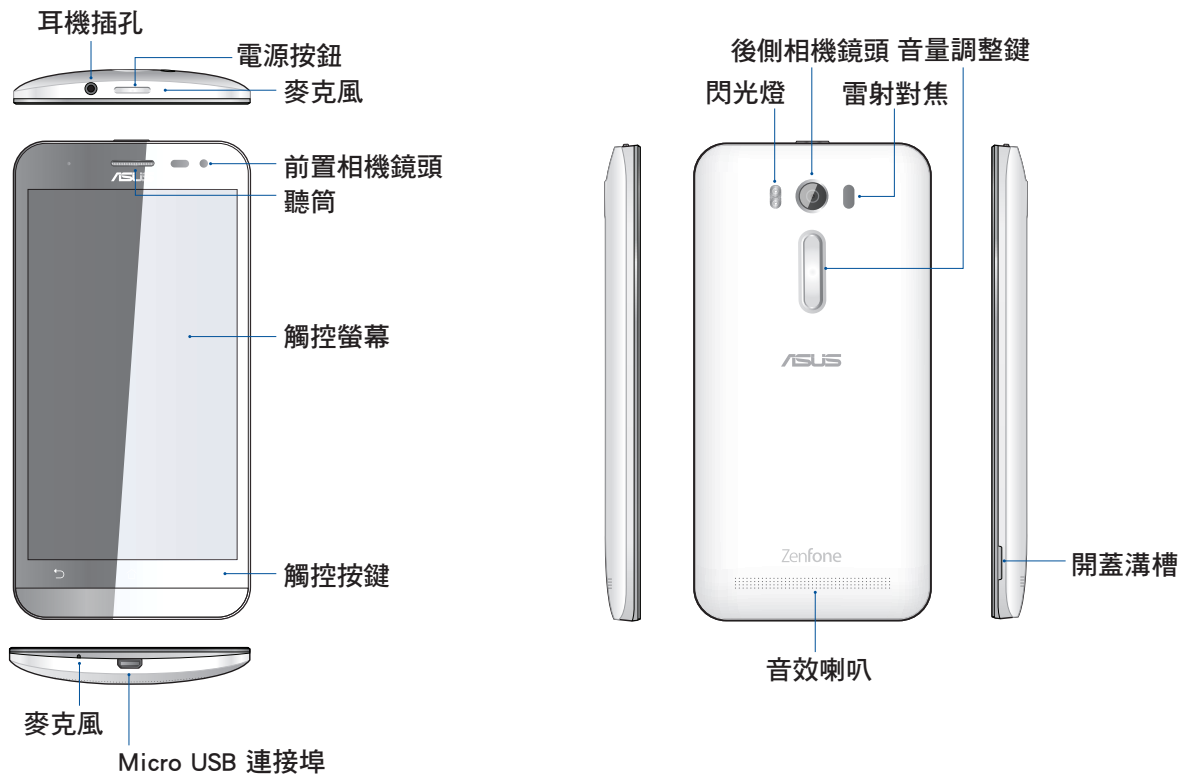 耳機插孔
電源按鈕
麥克風
前置相機鏡頭
聽筒
觸控螢幕
觸控按鍵
麥克風
Micro USB 連接埠
後側相機鏡頭 音量調整鍵
閃光燈 雷射對焦
ASUS
Zenfone
開蓋溝槽
音效喇叭